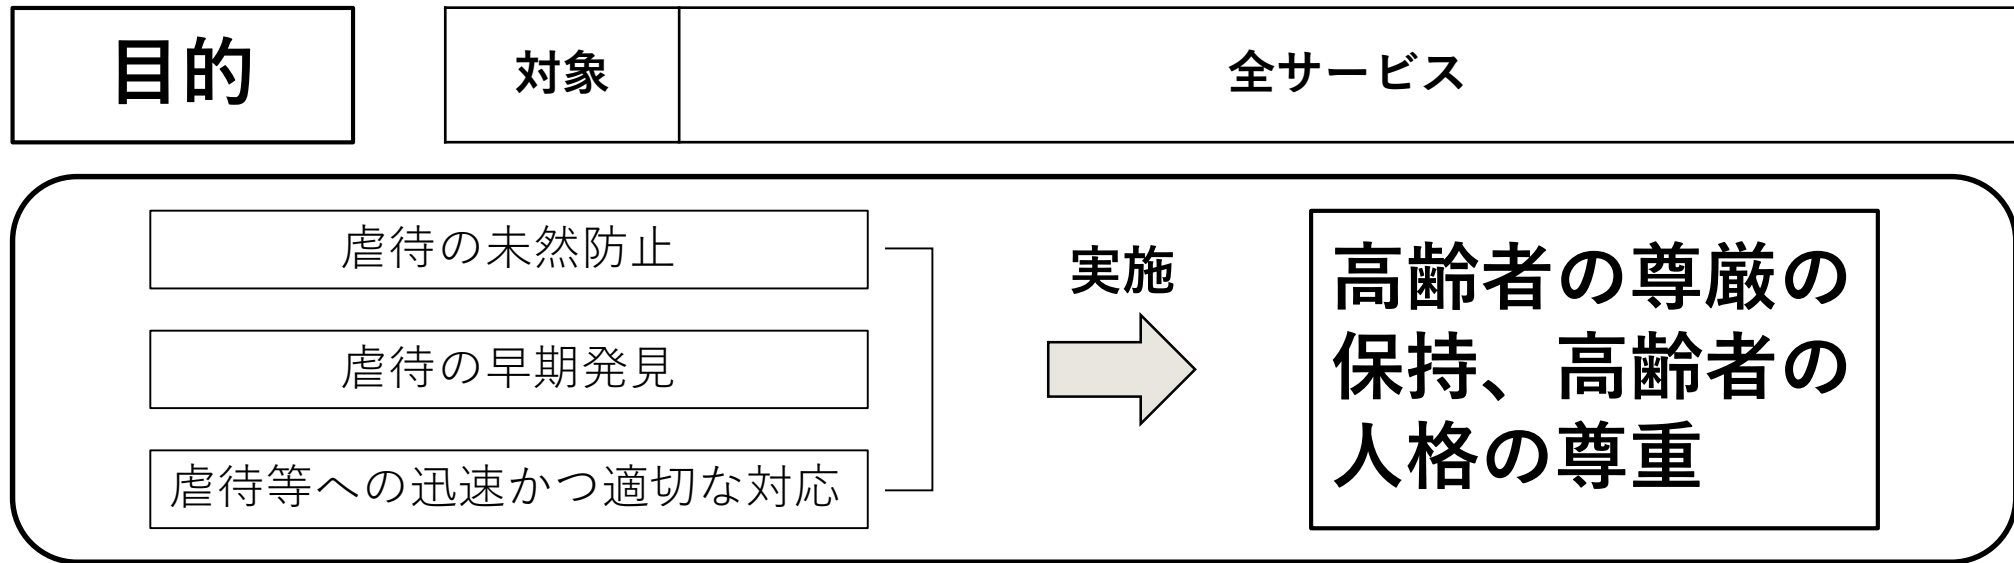 目的
対象
全サービス
虐待の未然防止
虐待の早期発見
虐待等への迅速かつ適切な対応
実施
高齢者の尊厳の
保持、高齢者の
人格の尊重